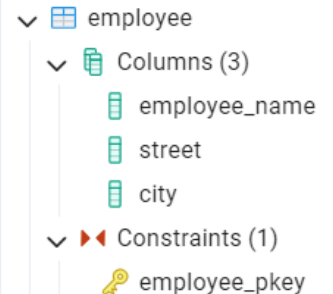 employee
Columns (3)
employee_name
street
city
Constraints (1)
employee_pkey